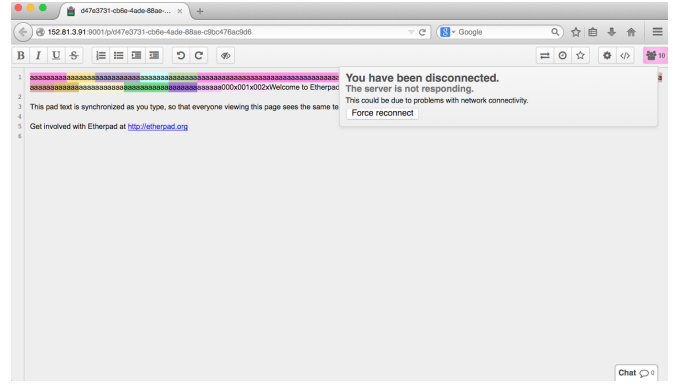 d47e3731-cb6e-4ade-88ae-...
152.81.3.91:9001/p/d47e3731-cb6e-4ade-88ae-c9bc476ac9d6
Google
B I U S
10
You have been disconnected.
The server is not responding.
This could be due to problems with network connectivity.
Force reconnect
1
000x001x002xWelcome to Etherpad
2
3 This pad text is synchronized as you type, so that everyone viewing this page sees the same te
4
5 Get involved with Etherpad at http://etherpad.org
6
Chat 0